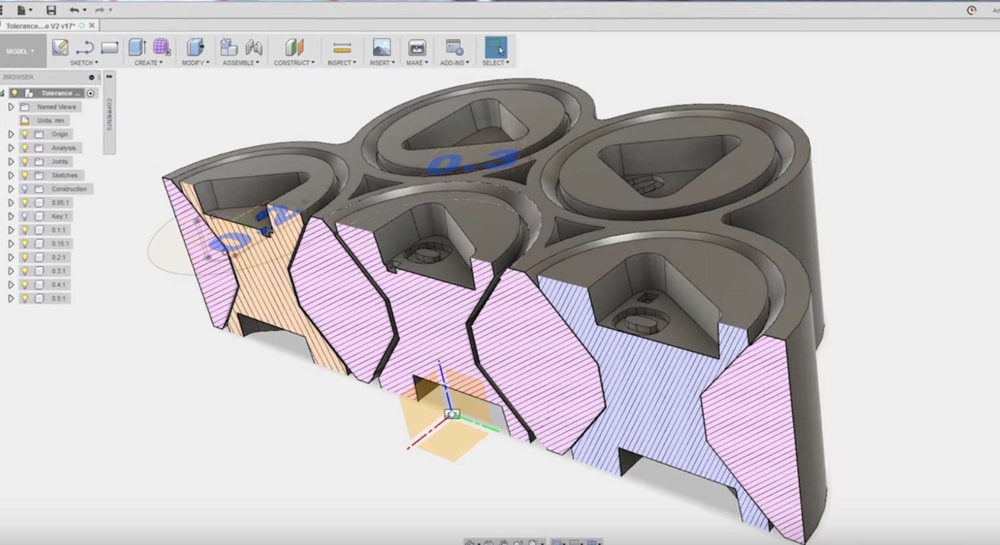 Tolerance...e V2 v17*
MODEL
SKETCH
CREATE
MODIFY
ASSEMBLE
CONSTRUCT
INSPECT
INSERT
MAKE
ADD-INS
SELECT
BROWSER
COMMENTS
Tolerance ...
Named Views
Units: mm
Origin
Analysis
Joints
Sketches
Construction
0.05:1
Key:1
0.1:1
0.15:1
0.2:1
0.3:1
0.4:1
0.5:1
0.3